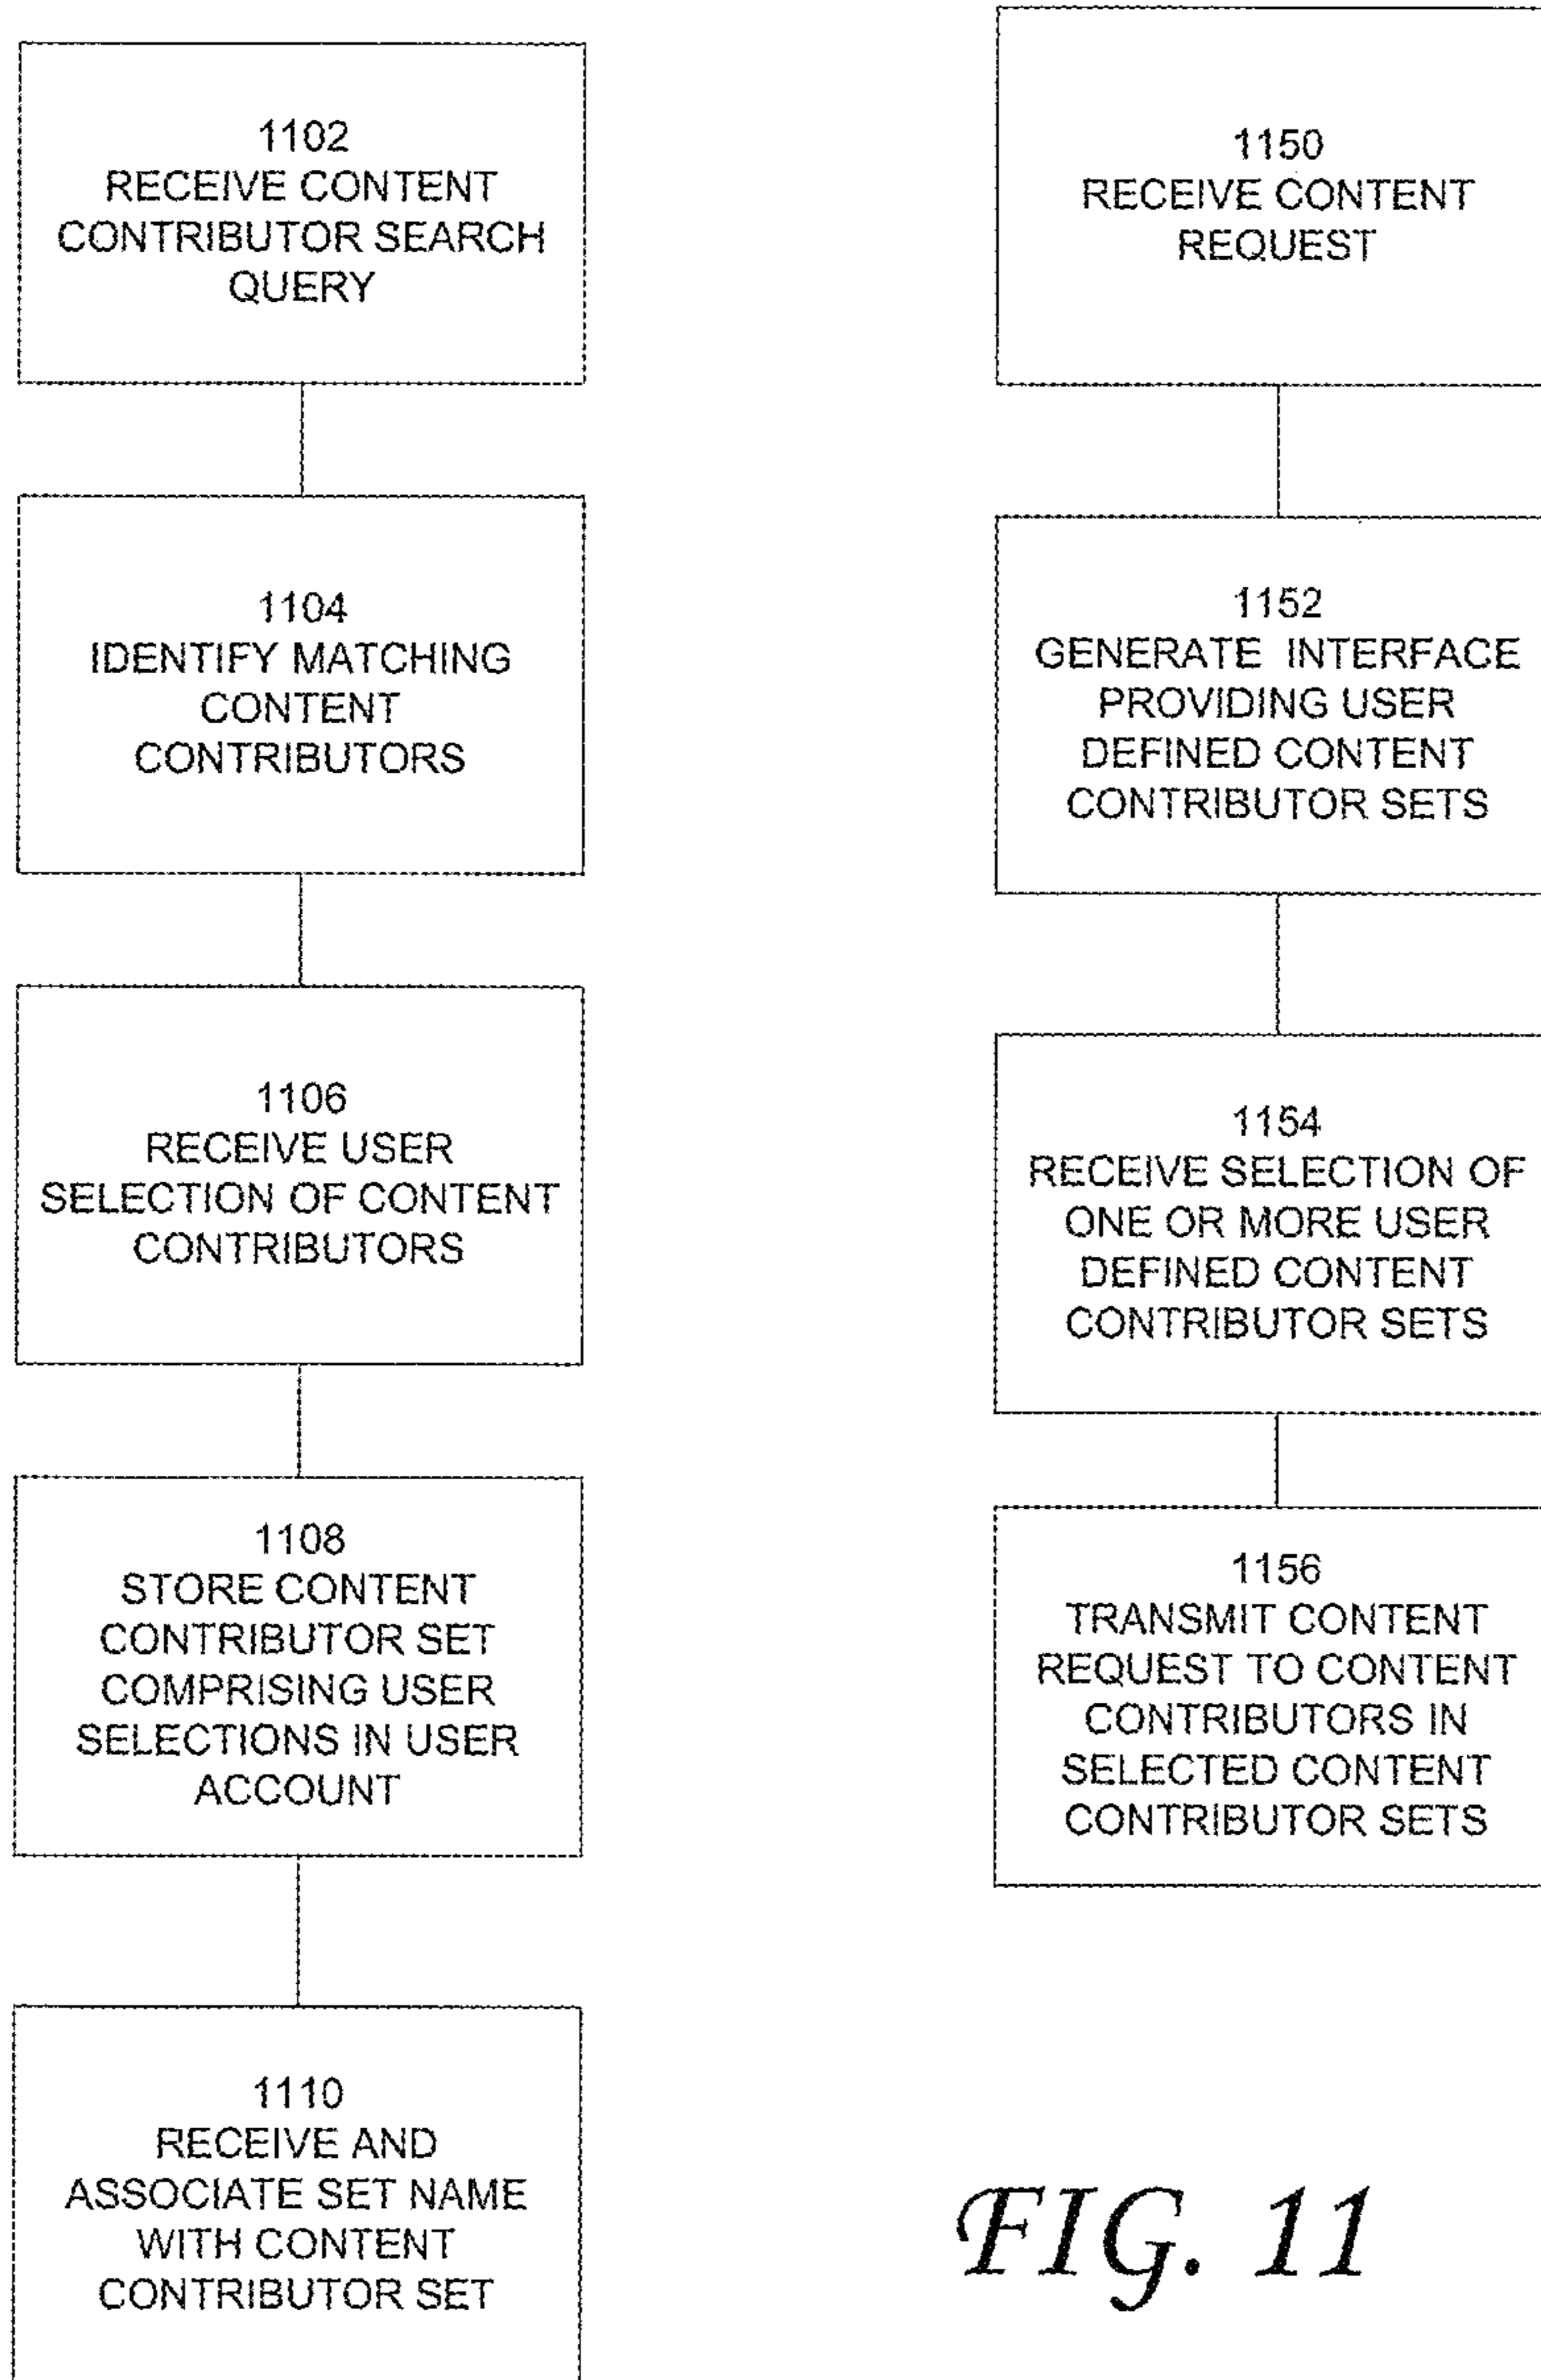 1102
RECEIVE CONTENT
CONTRIBUTOR SEARCH
QUERY
1104
IDENTIFY MATCHING
CONTENT
CONTRIBUTORS
1106
RECEIVE USER
SELECTION OF CONTENT
CONTRIBUTORS
1108
STORE CONTENT
CONTRIBUTOR SET
COMPRISING USER
SELECTIONS IN USER
ACCOUNT
1110
RECEIVE AND
ASSOCIATE SET NAME
WITH CONTENT
CONTRIBUTOR SET
1150
RECEIVE CONTENT
REQUEST
1152
GENERATE INTERFACE
PROVIDING USER
DEFINED CONTENT
CONTRIBUTOR SETS
1154
RECEIVE SELECTION OF
ONE OR MORE USER
DEFINED CONTENT
CONTRIBUTOR SETS
1156
TRANSMIT CONTENT
REQUEST TO CONTENT
CONTRIBUTORS IN
SELECTED CONTENT
CONTRIBUTOR SETS
FIG. 11